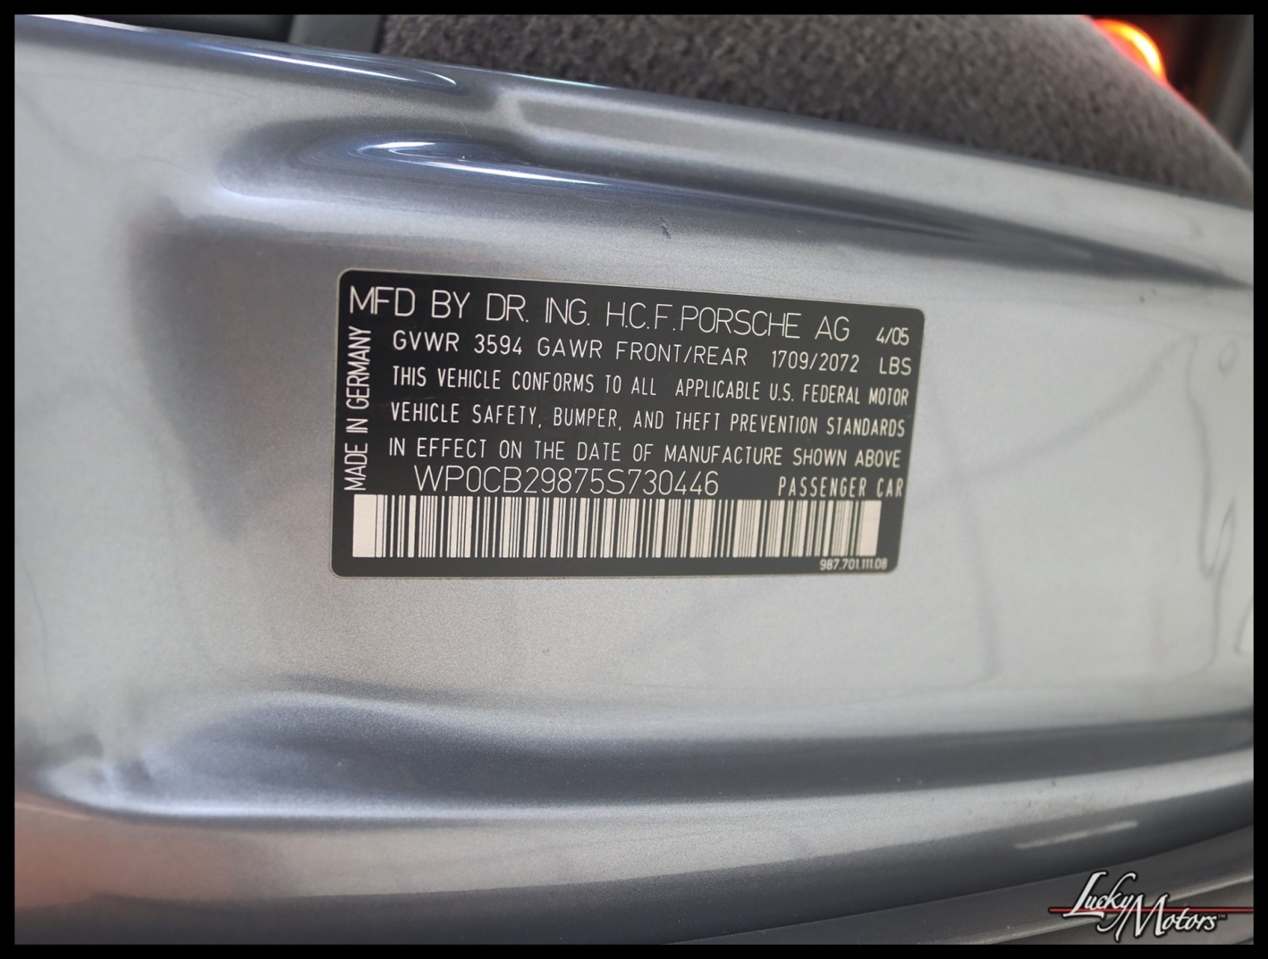 MFD BY DR. ING. H.C.F.PORSCHE AG 4/05
GVWR 3594 GAWR FRONT/REAR 1709/2072 LBS
THIS VEHICLE CONFORMS TO ALL APPLICABLE U.S. FEDERAL MOTOR
VEHICLE SAFETY, BUMPER, AND THEFT PREVENTION STANDARDS
IN EFFECT ON THE DATE OF MANUFACTURE SHOWN ABOVE
WP0CB29875S730446 PASSENGER CAR
987.701.111.08
MADE IN GERMANY
Lucky Motors™